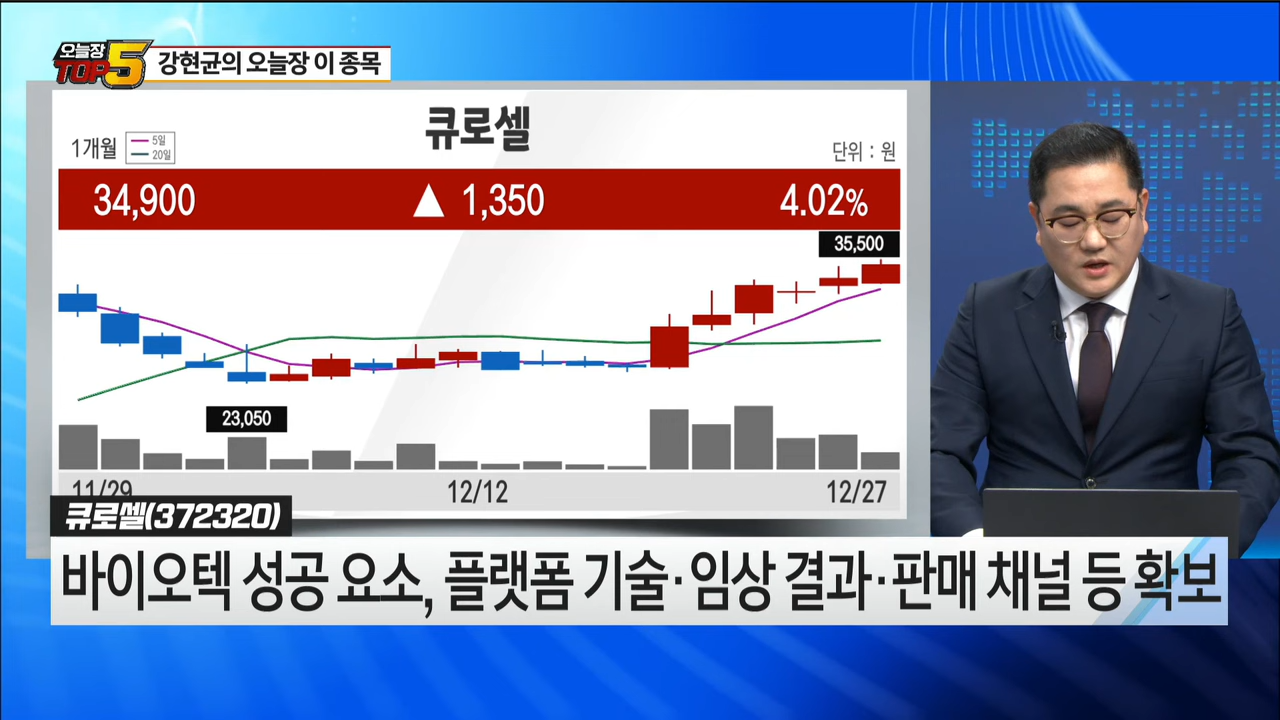 오늘장
TOP5
강현균의 오늘장 이 종목
큐로셀
1개월
5일
20일
단위 : 원
34,900 ▲ 1,350 4.02%
35,500
23,050
11/29 12/12 12/27
큐로셀(372320)
바이오텍 성공 요소, 플랫폼 기술·임상 결과·판매 채널 등 확보